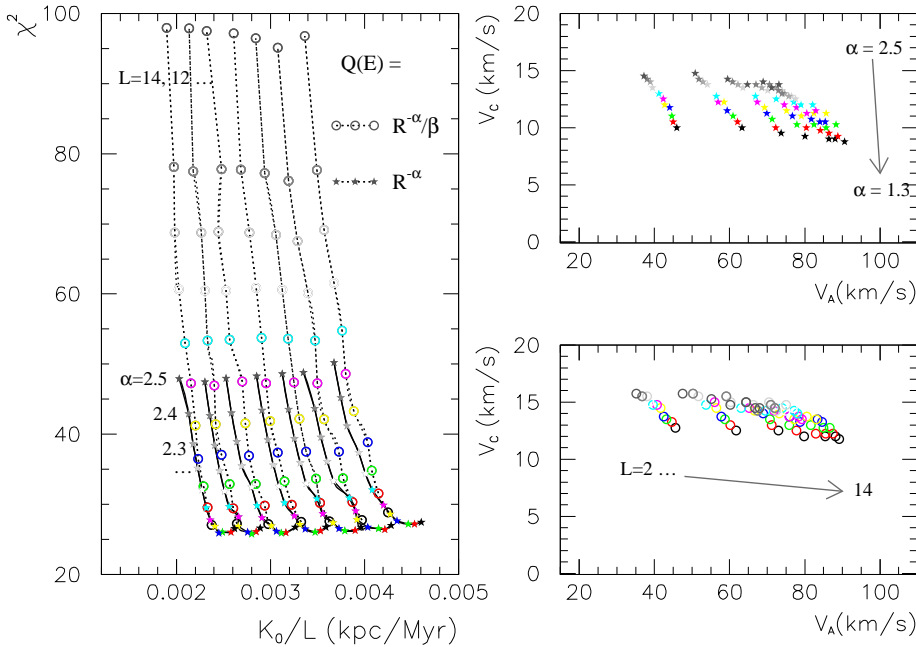 χ²
100
80
60
40
20
L=14, 12 ...
Q(E) =
R^-α/β
R^-α
α=2.5
2.4
2.3
...
0.002 0.003 0.004 0.005
K₀/L (kpc/Myr)
V_C (km/s)
20
15
10
5
0
α = 2.5
α = 1.3
20 40 60 80 100
V_A (km/s)
V_C (km/s)
20
15
10
5
0
L=2 ...
14
20 40 60 80 100
V_A (km/s)